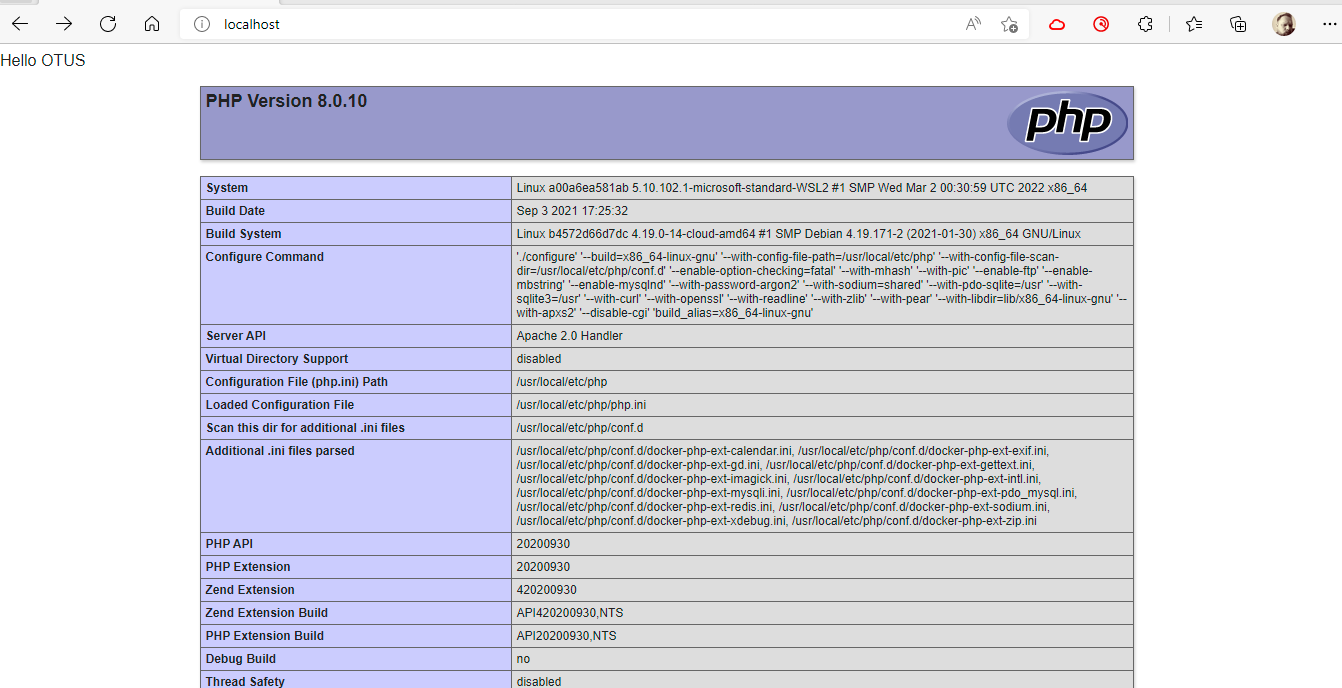 localhost
Hello OTUS
PHP Version 8.0.10
php
System
Linux a00a6ea581ab 5.10.102.1-microsoft-standard-WSL2 #1 SMP Wed Mar 2 00:30:59 UTC 2022 x86_64
Build Date
Sep 3 2021 17:25:32
Build System
Linux b4572d66d7dc 4.19.0-14-cloud-amd64 #1 SMP Debian 4.19.171-2 (2021-01-30) x86_64 GNU/Linux
Configure Command
'./configure' '--build=x86_64-linux-gnu' '--with-config-file-path=/usr/local/etc/php' '--with-config-file-scan-
dir=/usr/local/etc/php/conf.d' '--enable-option-checking=fatal' '--with-mhash' '--with-pic' '--enable-ftp' '--enable-
mbstring' '--enable-mysqlnd' '--with-password-argon2' '--with-sodium=shared' '--with-pdo-sqlite=/usr' '--with-
sqlite3=/usr' '--with-curl' '--with-openssl' '--with-readline' '--with-zlib' '--with-pear' '--with-libdir=lib/x86_64-linux-gnu' '--
with-apxs2' '--disable-cgi' 'build_alias=x86_64-linux-gnu'
Server API
Apache 2.0 Handler
Virtual Directory Support
disabled
Configuration File (php.ini) Path
/usr/local/etc/php
Loaded Configuration File
/usr/local/etc/php/php.ini
Scan this dir for additional .ini files
/usr/local/etc/php/conf.d
Additional .ini files parsed
/usr/local/etc/php/conf.d/docker-php-ext-calendar.ini, /usr/local/etc/php/conf.d/docker-php-ext-exif.ini,
/usr/local/etc/php/conf.d/docker-php-ext-gd.ini, /usr/local/etc/php/conf.d/docker-php-ext-gettext.ini,
/usr/local/etc/php/conf.d/docker-php-ext-imagick.ini, /usr/local/etc/php/conf.d/docker-php-ext-intl.ini,
/usr/local/etc/php/conf.d/docker-php-ext-mysqli.ini, /usr/local/etc/php/conf.d/docker-php-ext-pdo_mysql.ini,
/usr/local/etc/php/conf.d/docker-php-ext-redis.ini, /usr/local/etc/php/conf.d/docker-php-ext-sodium.ini,
/usr/local/etc/php/conf.d/docker-php-ext-xdebug.ini, /usr/local/etc/php/conf.d/docker-php-ext-zip.ini
PHP API
20200930
PHP Extension
20200930
Zend Extension
420200930
Zend Extension Build
API420200930,NTS
PHP Extension Build
API20200930,NTS
Debug Build
no
Thread Safety
disabled